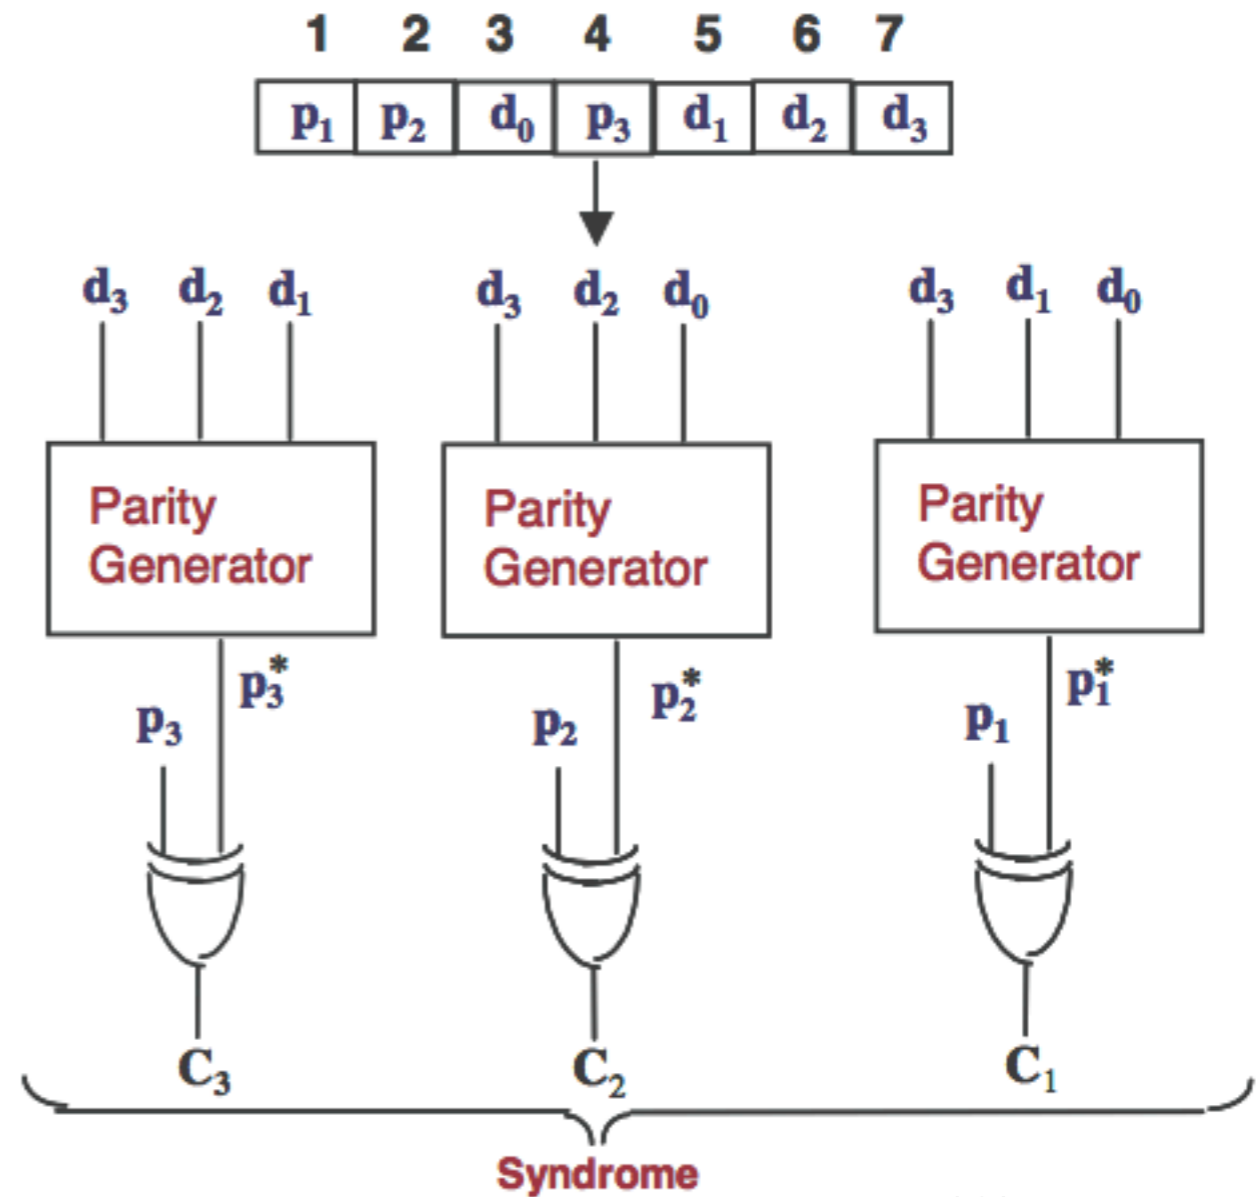 1 2 3 4 5 6 7
p₁ p₂ d₀ p₃ d₁ d₂ d₃
d₃ d₂ d₁ d₃ d₂ d₀ d₃ d₁ d₀
Parity Generator
Parity Generator
Parity Generator
p₃ p₃* p₂ p₂* p₁ p₁*
C₃ C₂ C₁
Syndrome